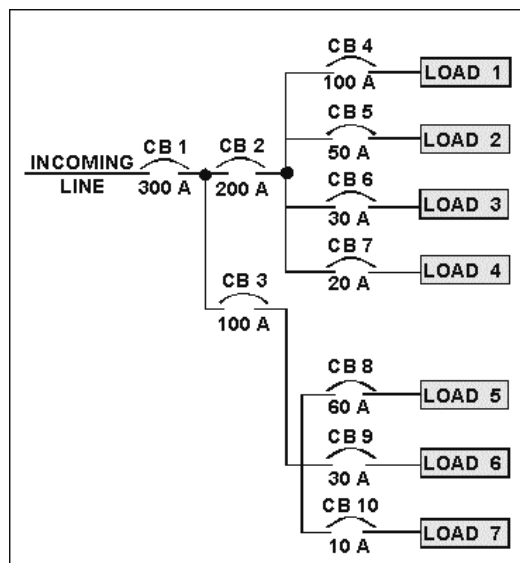 CB 4
100 A
LOAD 1
CB 5
50 A
LOAD 2
CB 1
CB 2
INCOMING
LINE
300 A
200 A
CB 6
30 A
LOAD 3
CB 7
20 A
LOAD 4
CB 3
100 A
CB 8
60 A
LOAD 5
CB 9
30 A
LOAD 6
CB 10
10 A
LOAD 7